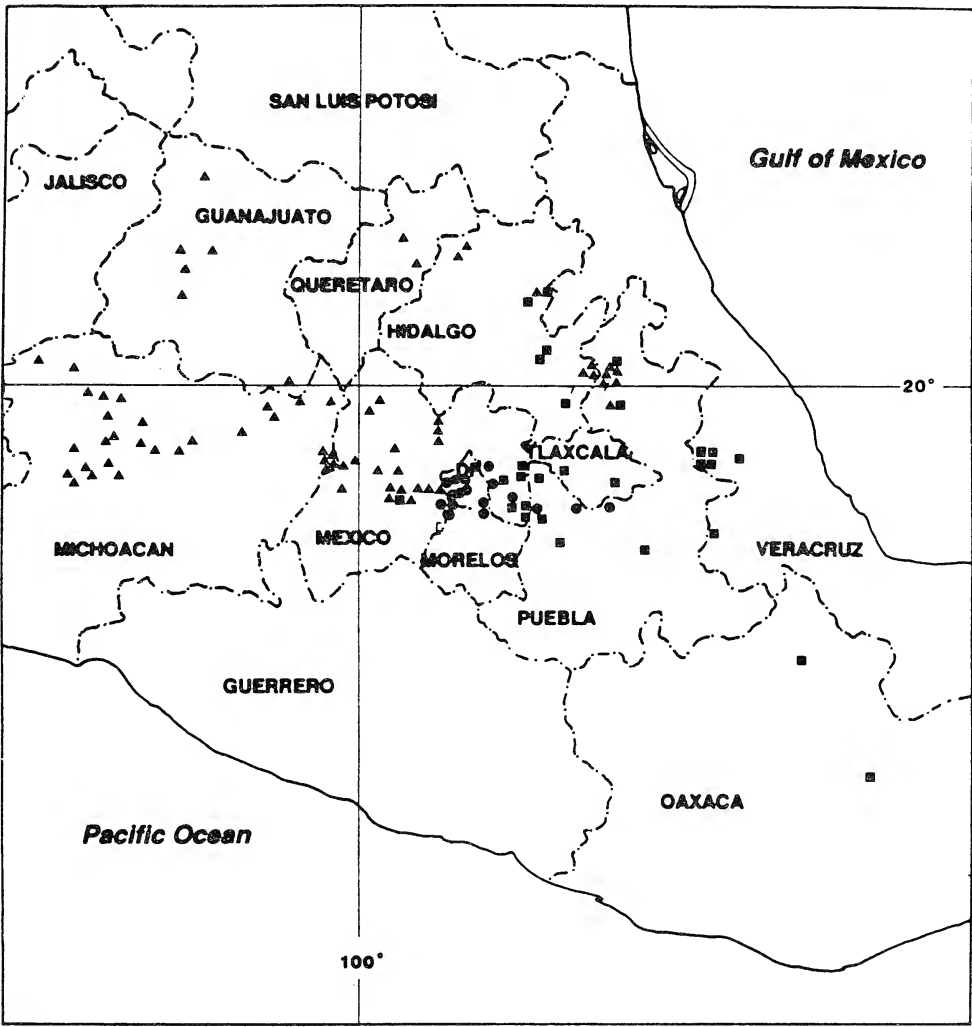 SAN LUIS POTOSI
Gulf of Mexico
JALISCO
GUANAJUATO
QUERETARO
HIDALGO
20°
TLAXCALA
DF
MEXICO
MICHOACAN
MORELOS
VERACRUZ
PUEBLA
GUERRERO
OAXACA
Pacific Ocean
100°